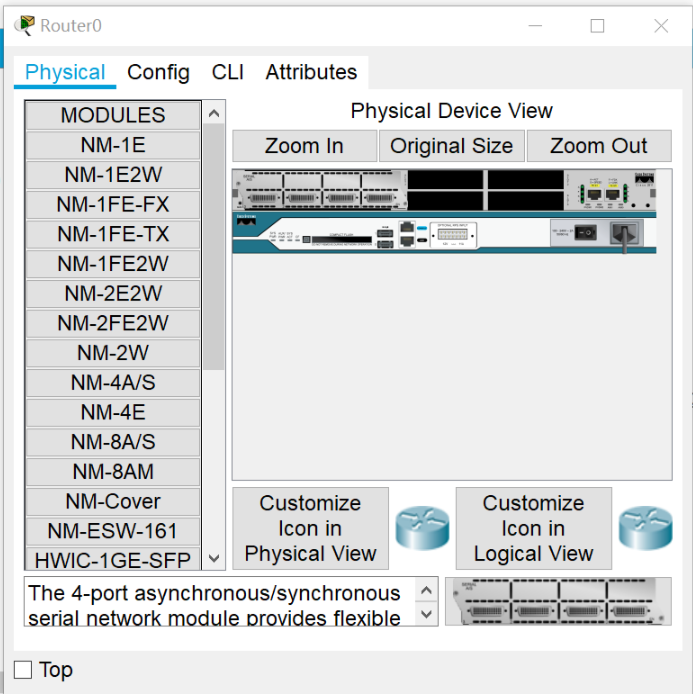 Router0
Physical
Config
CLI
Attributes
MODULES
NM-1E
NM-1E2W
NM-1FE-FX
NM-1FE-TX
NM-1FE2W
NM-2E2W
NM-2FE2W
NM-2W
NM-4A/S
NM-4E
NM-8A/S
NM-8AM
NM-Cover
NM-ESW-161
HWIC-1GE-SFP
Physical Device View
Zoom In
Original Size
Zoom Out
Customize
Icon in
Physical View
Customize
Icon in
Logical View
The 4-port asynchronous/synchronous
serial network module provides flexible
Top